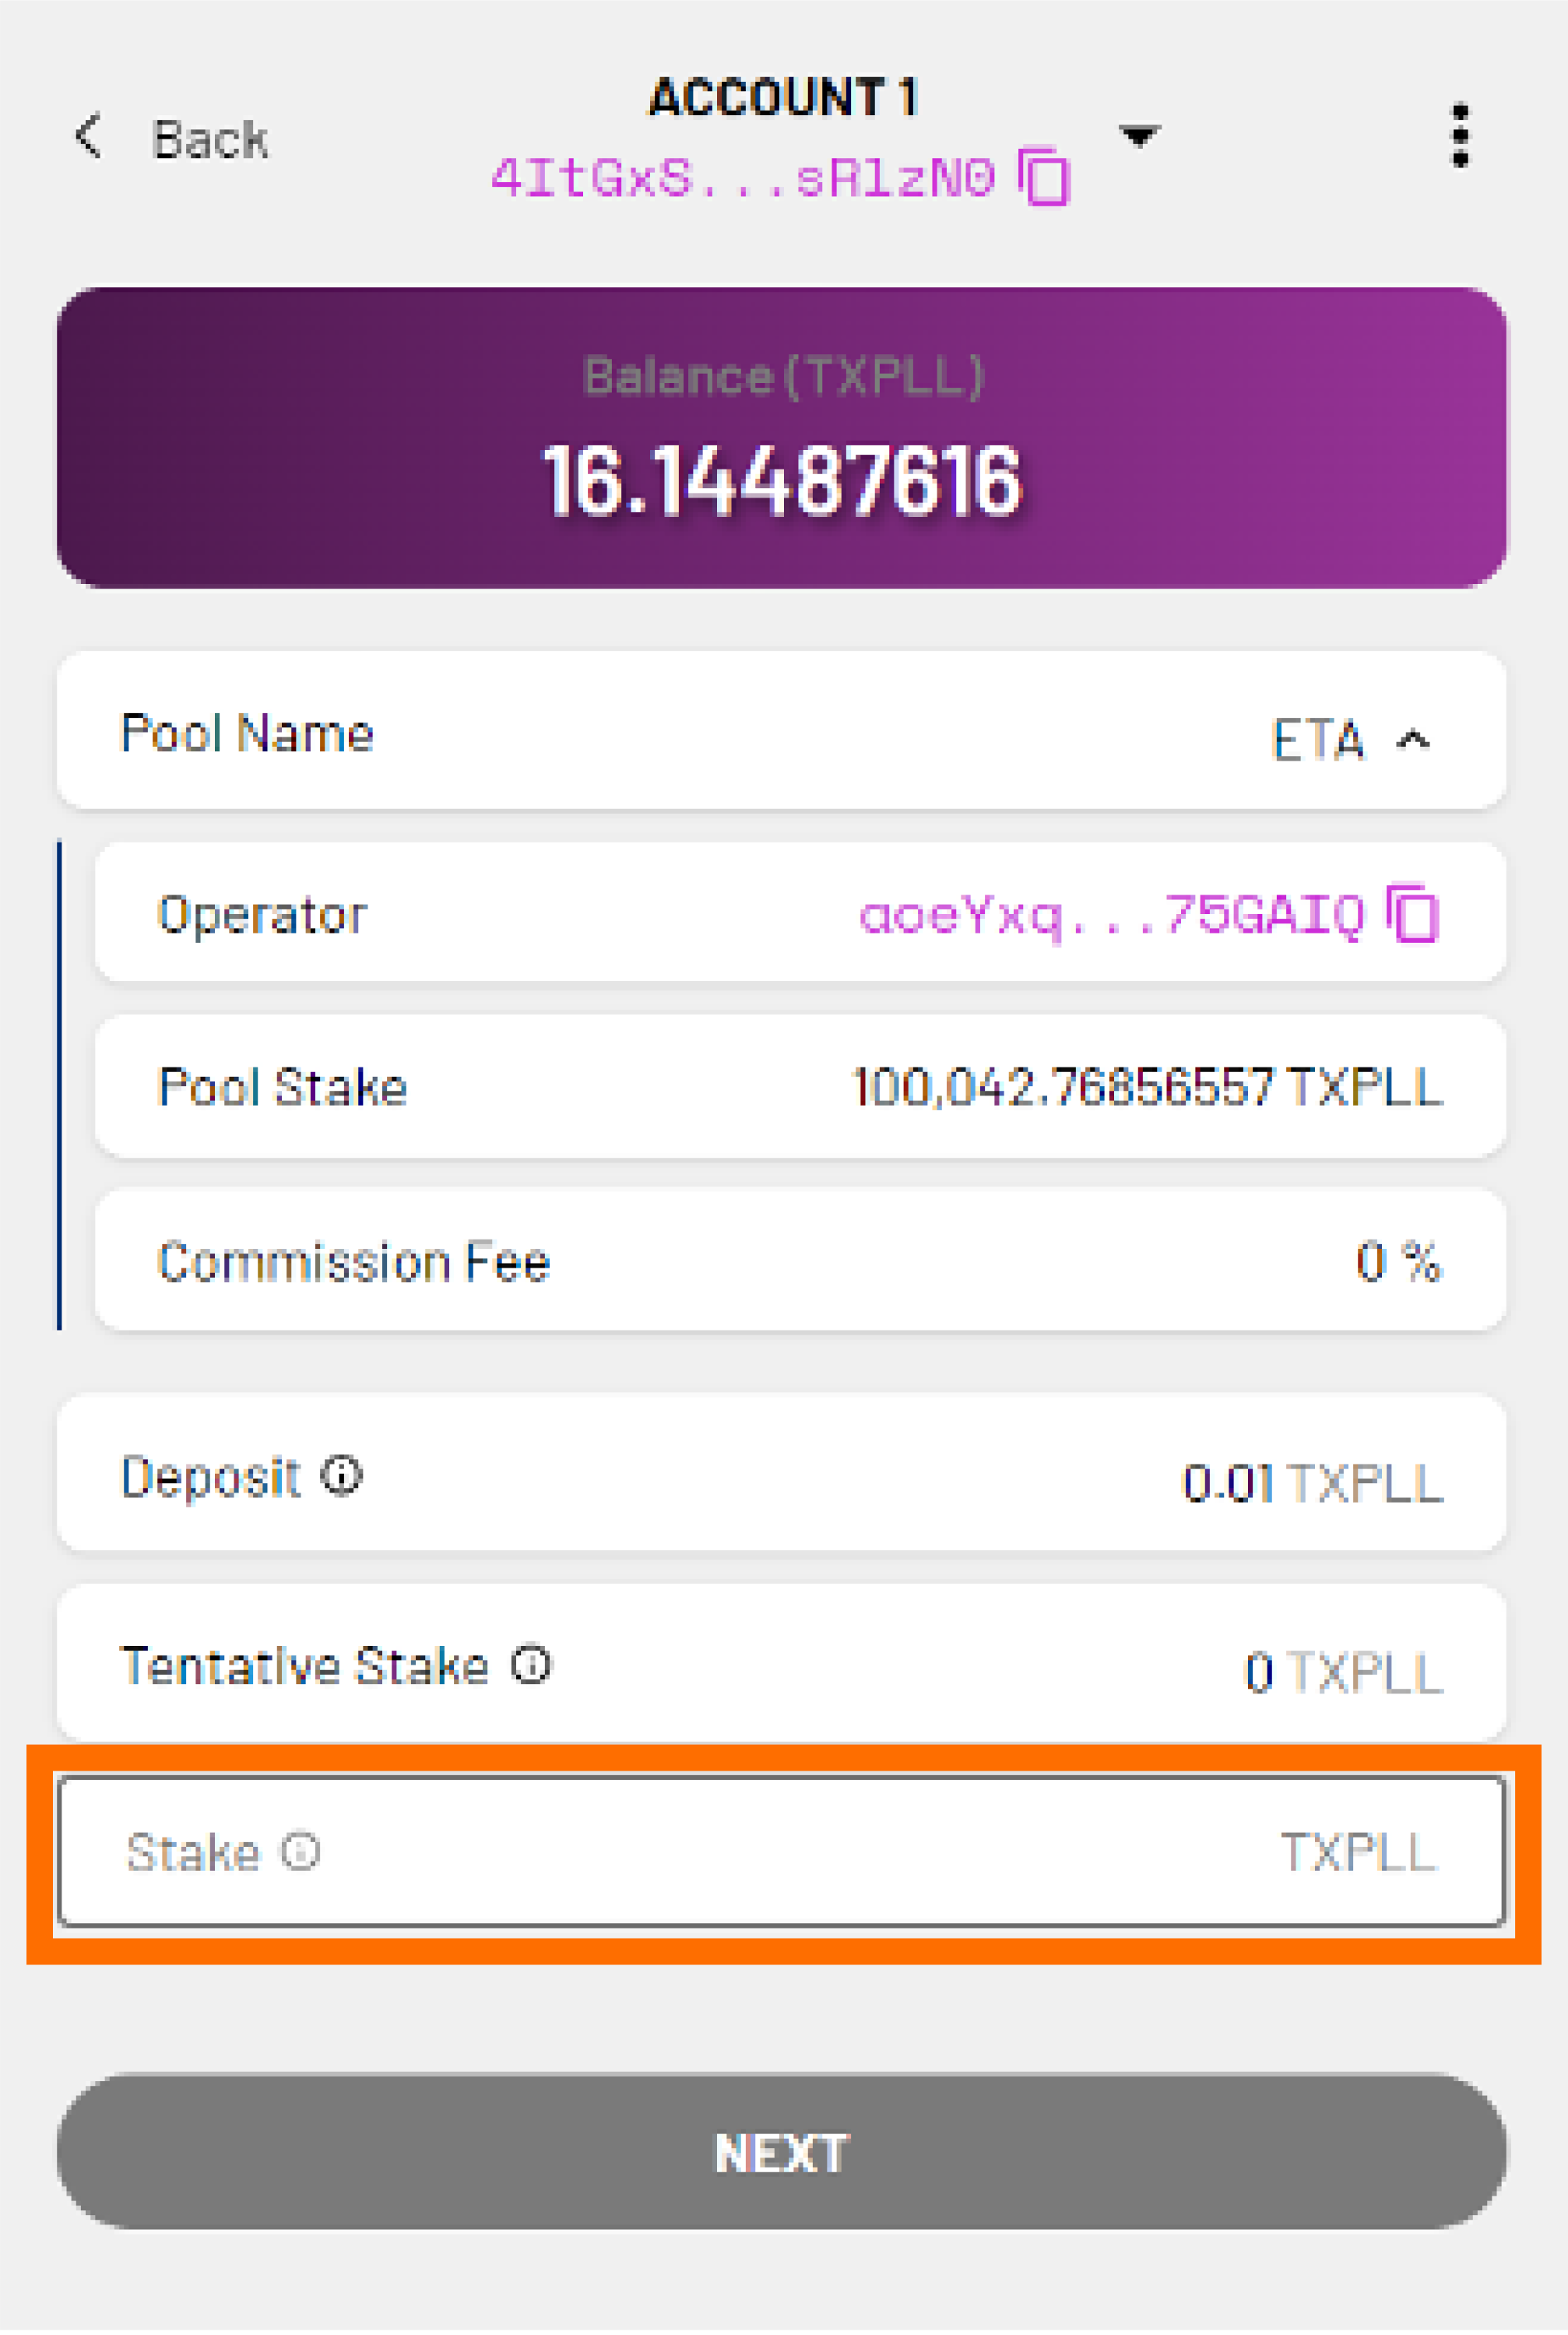 ACCOUNT 1
Back
4ItGxS...sRlzN0
Balance (TXPLL)
16.14487616
Pool Name ETA
Operator aoeYxq...75GAIQ
Pool Stake 100,042.76856557 TXPLL
Commission Fee 0 %
Deposit 0.01 TXPLL
Tentative Stake 0 TXPLL
Stake TXPLL
NEXT